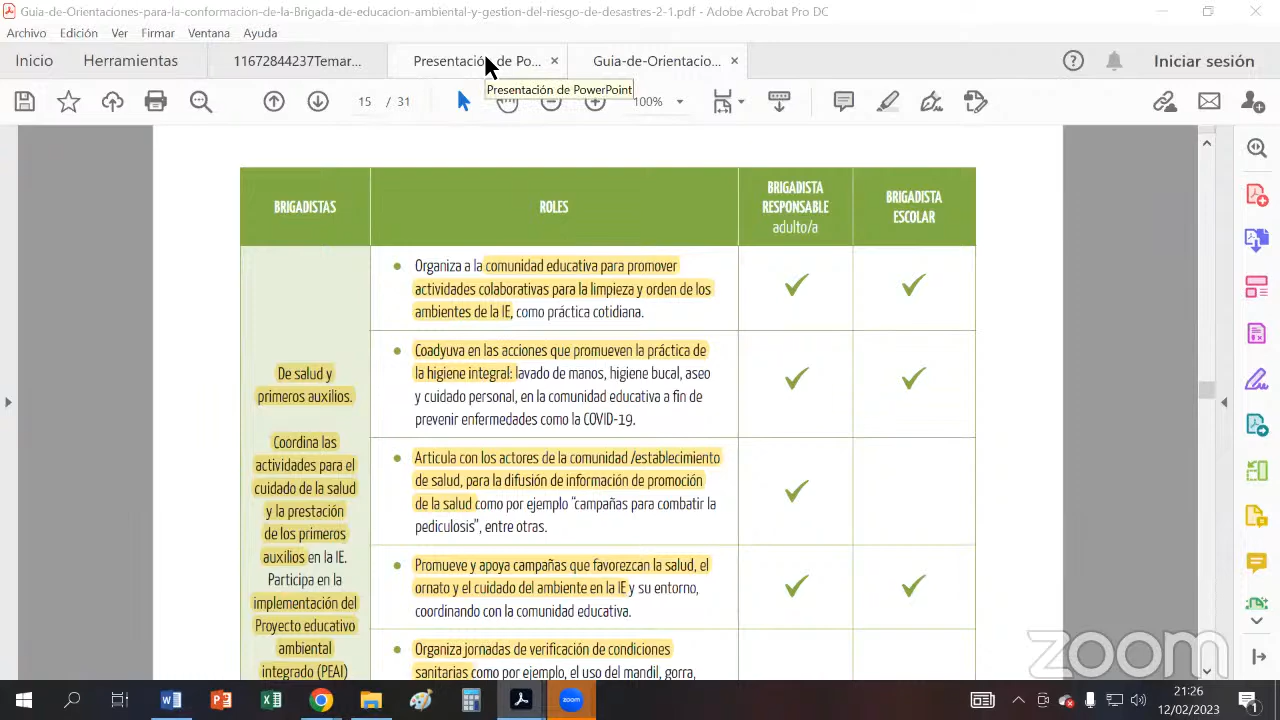 Guia-de-Orientaciones-para-la-conformacion-de-la-Brigada-de-educacion-ambiental-y-gestion-del-riesgo-de-desastres-2-1.pdf - Adobe Acrobat Pro DC
Archivo Edición Ver Firmar Ventana Ayuda
Inicio Herramientas 11672844237Temar... Presentación de Po... × Guia-de-Orientacio... × Iniciar sesión
Presentación de PowerPoint
15 / 31 100%
BRIGADISTAS
ROLES
BRIGADISTA
RESPONSABLE
adulto/a
BRIGADISTA
ESCOLAR
De salud y
primeros auxilios.
Coordina las
actividades para el
cuidado de la salud
y la prestación
de los primeros
auxilios en la IE.
Participa en la
implementación del
Proyecto educativo
ambiental
integrado (PEAI)
• Organiza a la comunidad educativa para promover
actividades colaborativas para la limpieza y orden de los
ambientes de la IE, como práctica cotidiana.
• Coadyuva en las acciones que promueven la práctica de
la higiene integral: lavado de manos, higiene bucal, aseo
y cuidado personal, en la comunidad educativa a fin de
prevenir enfermedades como la COVID-19.
• Articula con los actores de la comunidad /establecimiento
de salud, para la difusión de información de promoción
de la salud como por ejemplo "campañas para combatir la
pediculosis", entre otras.
• Promueve y apoya campañas que favorezcan la salud, el
ornato y el cuidado del ambiente en la IE y su entorno,
coordinando con la comunidad educativa.
• Organiza jornadas de verificación de condiciones
sanitarias como por ejemplo, el uso del mandil, gorra,
zoom
21:26
12/02/2023
1